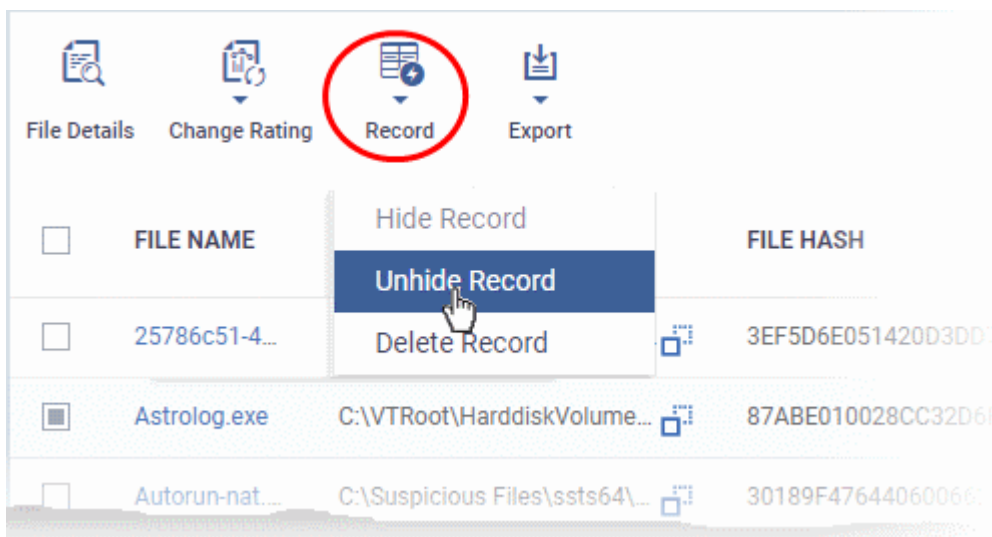 File Details Change Rating Record Export
Hide Record
FILE NAME FILE HASH
Unhide Record
25786c51-4... 3EF5D6E051420D3DD
Delete Record
Astrolog.exe C:\VTRoot\HarddiskVolume... 87ABE010028CC32D6
Autorun-nat.... C:\Suspicious Files\ssts64\... 30189F4764406006